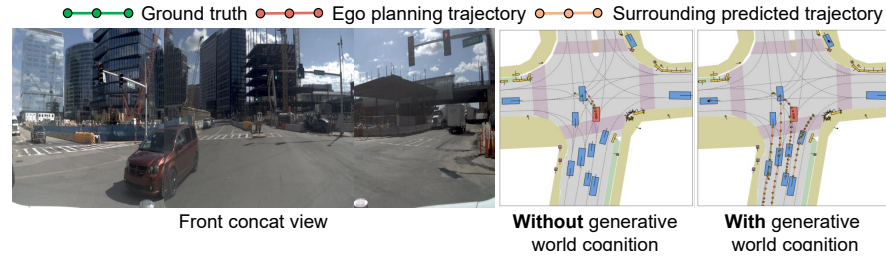 Ground truth Ego planning trajectory Surrounding predicted trajectory
Front concat view
Without generative
world cognition
With generative
world cognition